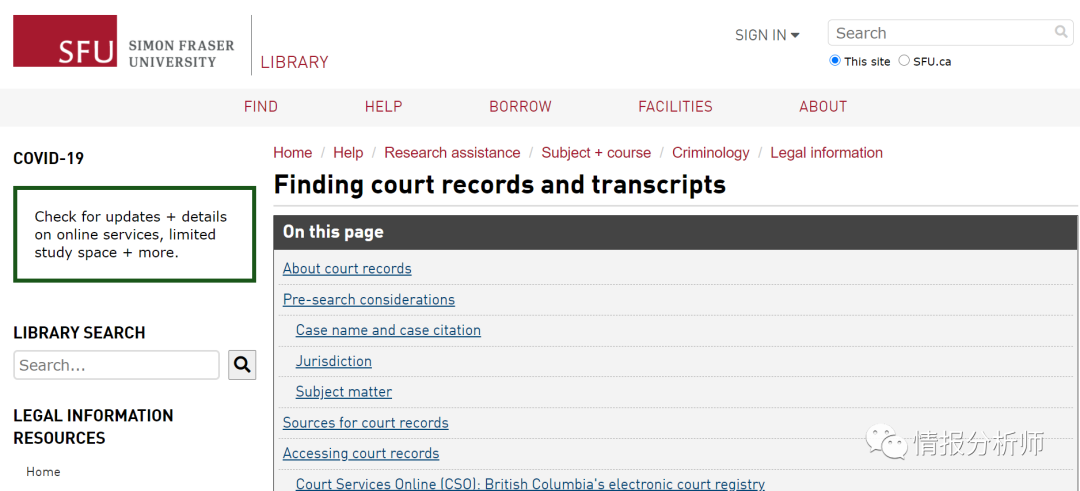 SFU
SIMON FRASER
UNIVERSITY
LIBRARY
SIGN IN
Search
This site SFU.ca
FIND HELP BORROW FACILITIES ABOUT
COVID-19
Check for updates + details
on online services, limited
study space + more.
LIBRARY SEARCH
Search...
LEGAL INFORMATION
RESOURCES
Home
Home / Help / Research assistance / Subject + course / Criminology / Legal information
Finding court records and transcripts
On this page
About court records
Pre-search considerations
Case name and case citation
Jurisdiction
Subject matter
Sources for court records
Accessing court records
Court Services Online (CSO): British Columbia's electronic court registry
情报分析师